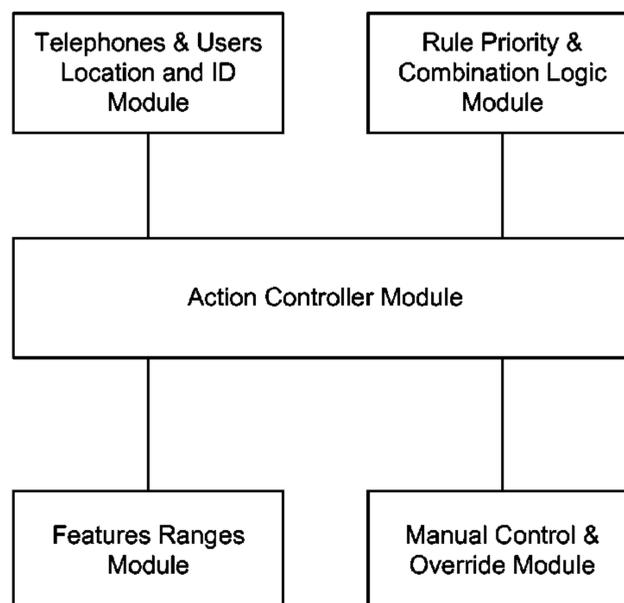 Telephones & Users
Location and ID
Module
Rule Priority &
Combination Logic
Module
Action Controller Module
Features Ranges
Module
Manual Control &
Override Module